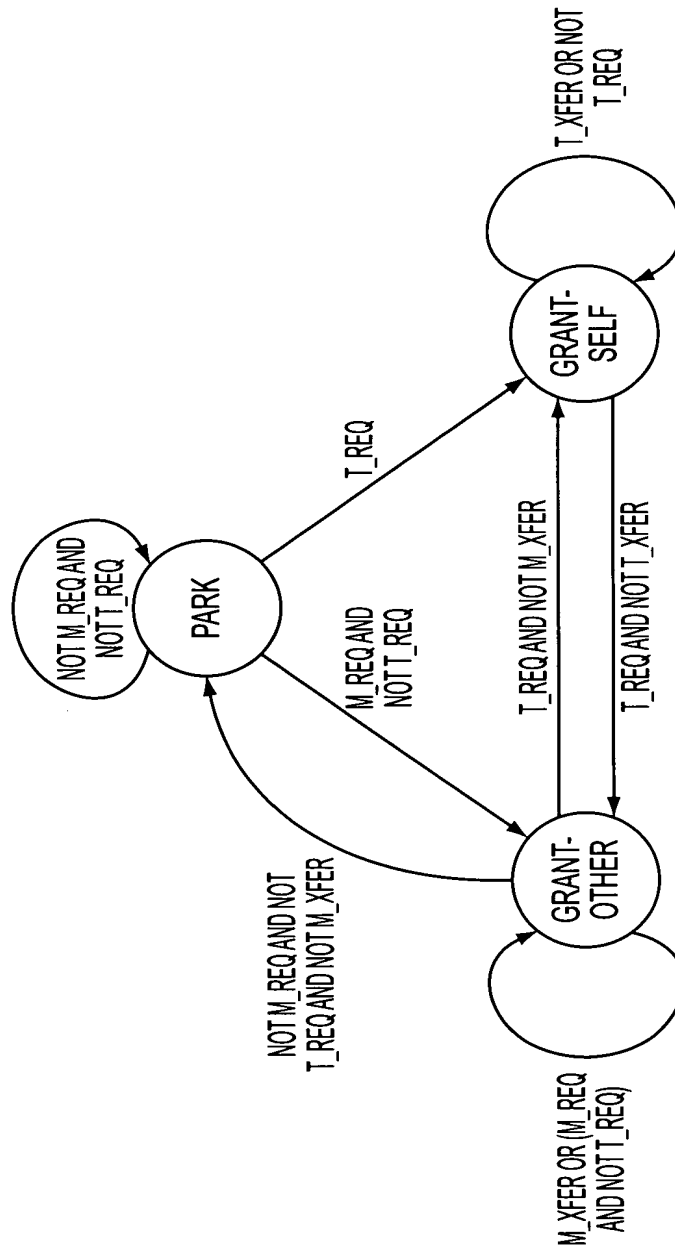 NOT M_REQ AND
NOT T_REQ
PARK
T_REQ
M_REQ AND
NOT T_REQ
NOT M_REQ AND NOT
T_REQ AND NOT M_XFER
T_REQ AND NOT M_XFER
T_REQ AND NOT T_XFER
GRANT-
OTHER
GRANT-
SELF
M_XFER OR (M_REQ
AND NOT T_REQ)
T_XFER OR NOT
T_REQ